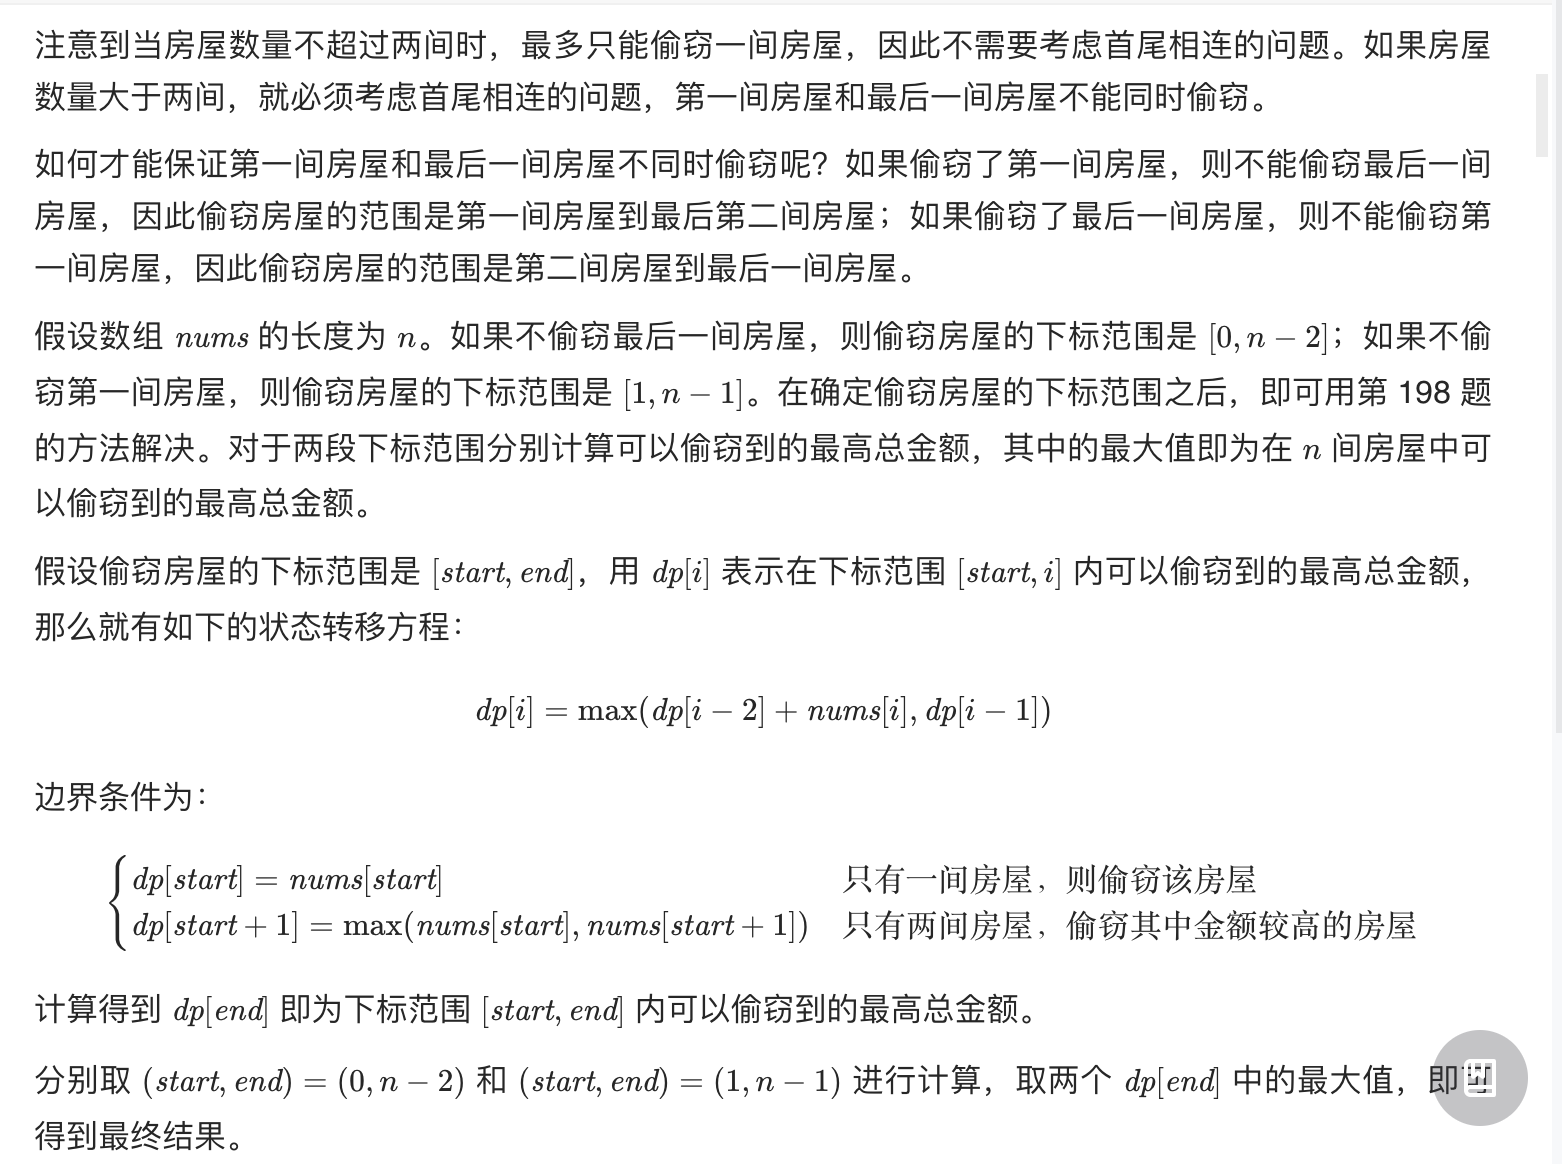 注意到当房屋数量不超过两间时，最多只能偷窃一间房屋，因此不需要考虑首尾相连的问题。如果房屋
数量大于两间，就必须考虑首尾相连的问题，第一间房屋和最后一间房屋不能同时偷窃。
如何才能保证第一间房屋和最后一间房屋不同时偷窃呢？如果偷窃了第一间房屋，则不能偷窃最后一间
房屋，因此偷窃房屋的范围是第一间房屋到最后第二间房屋；如果偷窃了最后一间房屋，则不能偷窃第
一间房屋，因此偷窃房屋的范围是第二间房屋到最后一间房屋。
假设数组 nums 的长度为 n。如果不偷窃最后一间房屋，则偷窃房屋的下标范围是 [0, n − 2]；如果不偷
窃第一间房屋，则偷窃房屋的下标范围是 [1, n − 1]。在确定偷窃房屋的下标范围之后，即可用第 198 题
的方法解决。对于两段下标范围分别计算可以偷窃到的最高总金额，其中的最大值即为在 n 间房屋中可
以偷窃到的最高总金额。
假设偷窃房屋的下标范围是 [start, end]，用 dp[i] 表示在下标范围 [start, i] 内可以偷窃到的最高总金额，
那么就有如下的状态转移方程：
dp[i] = max(dp[i − 2] + nums[i], dp[i − 1])
边界条件为：
dp[start] = nums[start] 只有一间房屋，则偷窃该房屋
dp[start + 1] = max(nums[start], nums[start + 1]) 只有两间房屋，偷窃其中金额较高的房屋
计算得到 dp[end] 即为下标范围 [start, end] 内可以偷窃到的最高总金额。
分别取 (start, end) = (0, n − 2) 和 (start, end) = (1, n − 1) 进行计算，取两个 dp[end] 中的最大值，即可
得到最终结果。